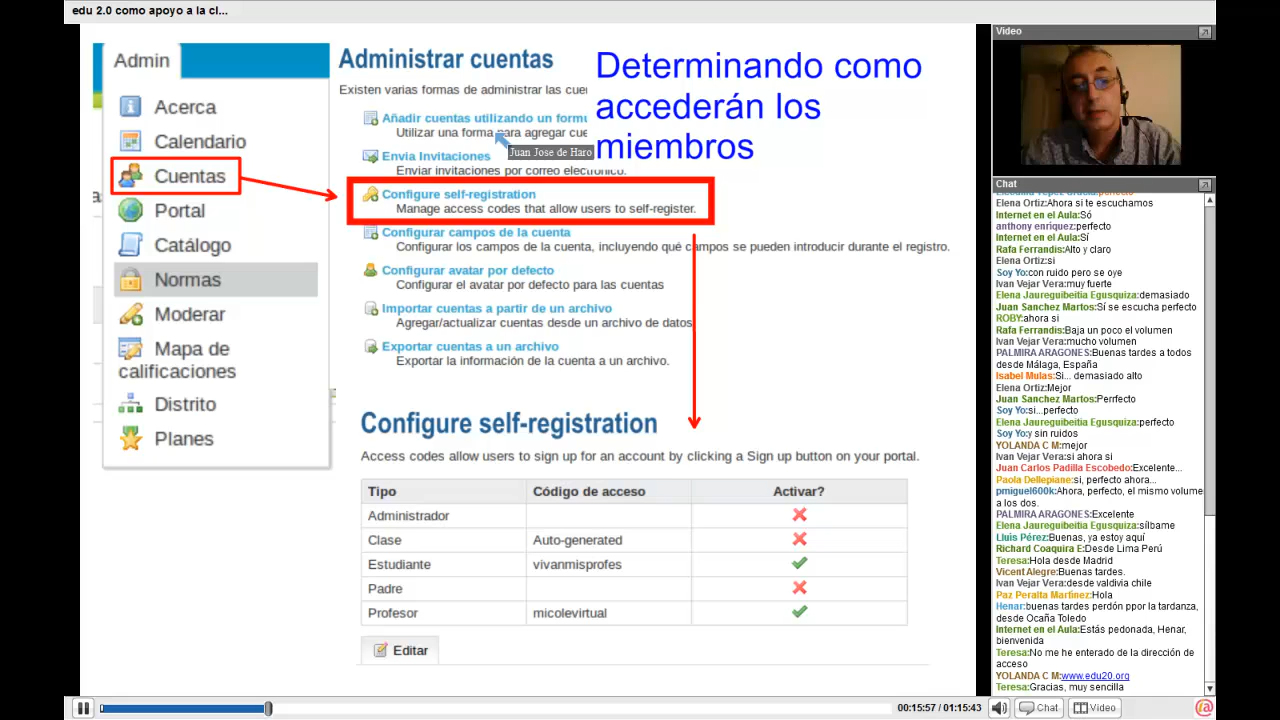 edu 2.0 como apoyo a la cl...
Admin
Acerca
Calendario
Cuentas
Portal
Catálogo
Normas
Moderar
Mapa de
calificaciones
Distrito
Planes
Administrar cuentas
Existen varias formas de administrar las cuen
Añadir cuentas utilizando un formu
Utilizar una forma para agregar cue
Juan Jose de Haro
Envia Invitaciones
Enviar invitaciones por correo electrónico.
Configure self-registration
Manage access codes that allow users to self-register.
Configurar campos de la cuenta
Configurar los campos de la cuenta, incluyendo qué campos se pueden introducir durante el registro.
Configurar avatar por defecto
Configurar el avatar por defecto para las cuentas
Importar cuentas a partir de un archivo
Agregar/actualizar cuentas desde un archivo de datos
Exportar cuentas a un archivo
Exportar la información de la cuenta a un archivo.
Determinando como
accederán los
miembros
Configure self-registration
Access codes allow users to sign up for an account by clicking a Sign up button on your portal.
Tipo Código de acceso Activar?
Administrador
Clase Auto-generated
Estudiante vivanmisprofes
Padre
Profesor micolevirtual
Editar
Video
Chat
Elena Ortiz:Ahora si te escuchamos
Internet en el Aula:Só
anthony enriquez:perfecto
Internet en el Aula:Sí
Rafa Ferrandis:Alto y claro
Elena Ortiz:si
Soy Yo:con ruido pero se oye
Ivan Vejar Vera:muy fuerte
Elena Jaureguibeitia Egusquiza:demasiado
Juan Sanchez Martos:Sí se escucha perfecto
ROBY:ahora si
Rafa Ferrandis:Baja un poco el volumen
Ivan Vejar Vera:mucho volumen
PALMIRA ARAGONES:Buenas tardes a todos
desde Málaga, España
Isabel Mulas:Si... demasiado alto
Elena Ortiz:Mejor
Juan Sanchez Martos:Perrfecto
Soy Yo:si...perfecto
Elena Jaureguibeitia Egusquiza:perfecto
Soy Yo:y sin ruidos
YOLANDA C M:mejor
Ivan Vejar Vera:si ahora si
Juan Carlos Padilla Escobedo:Excelente...
Paola Dellepiane:si, perfecto ahora...
pmiguel600k:Ahora, perfecto, el mismo volume
a los dos.
PALMIRA ARAGONES:Excelente
Elena Jaureguibeitia Egusquiza:sílbame
Lluìs Pérez:Buenas, ya estoy aquí
Richard Coaquira E:Desde Lima Perú
Teresa:Hola desde Madrid
Vicent Alegre:Buenas tardes.
Ivan Vejar Vera:desde valdivia chile
Paz Peralta Martínez:Hola
Henar:buenas tardes perdón ppor la tardanza,
desde Ocaña Toledo
Internet en el Aula:Estás pedonada, Henar,
bienvenida
Teresa:No me he enterado de la dirección de
acceso
YOLANDA C M:www.edu20.org
Teresa:Gracias, muy sencilla
00:15:57 / 01:15:43
Chat
Video